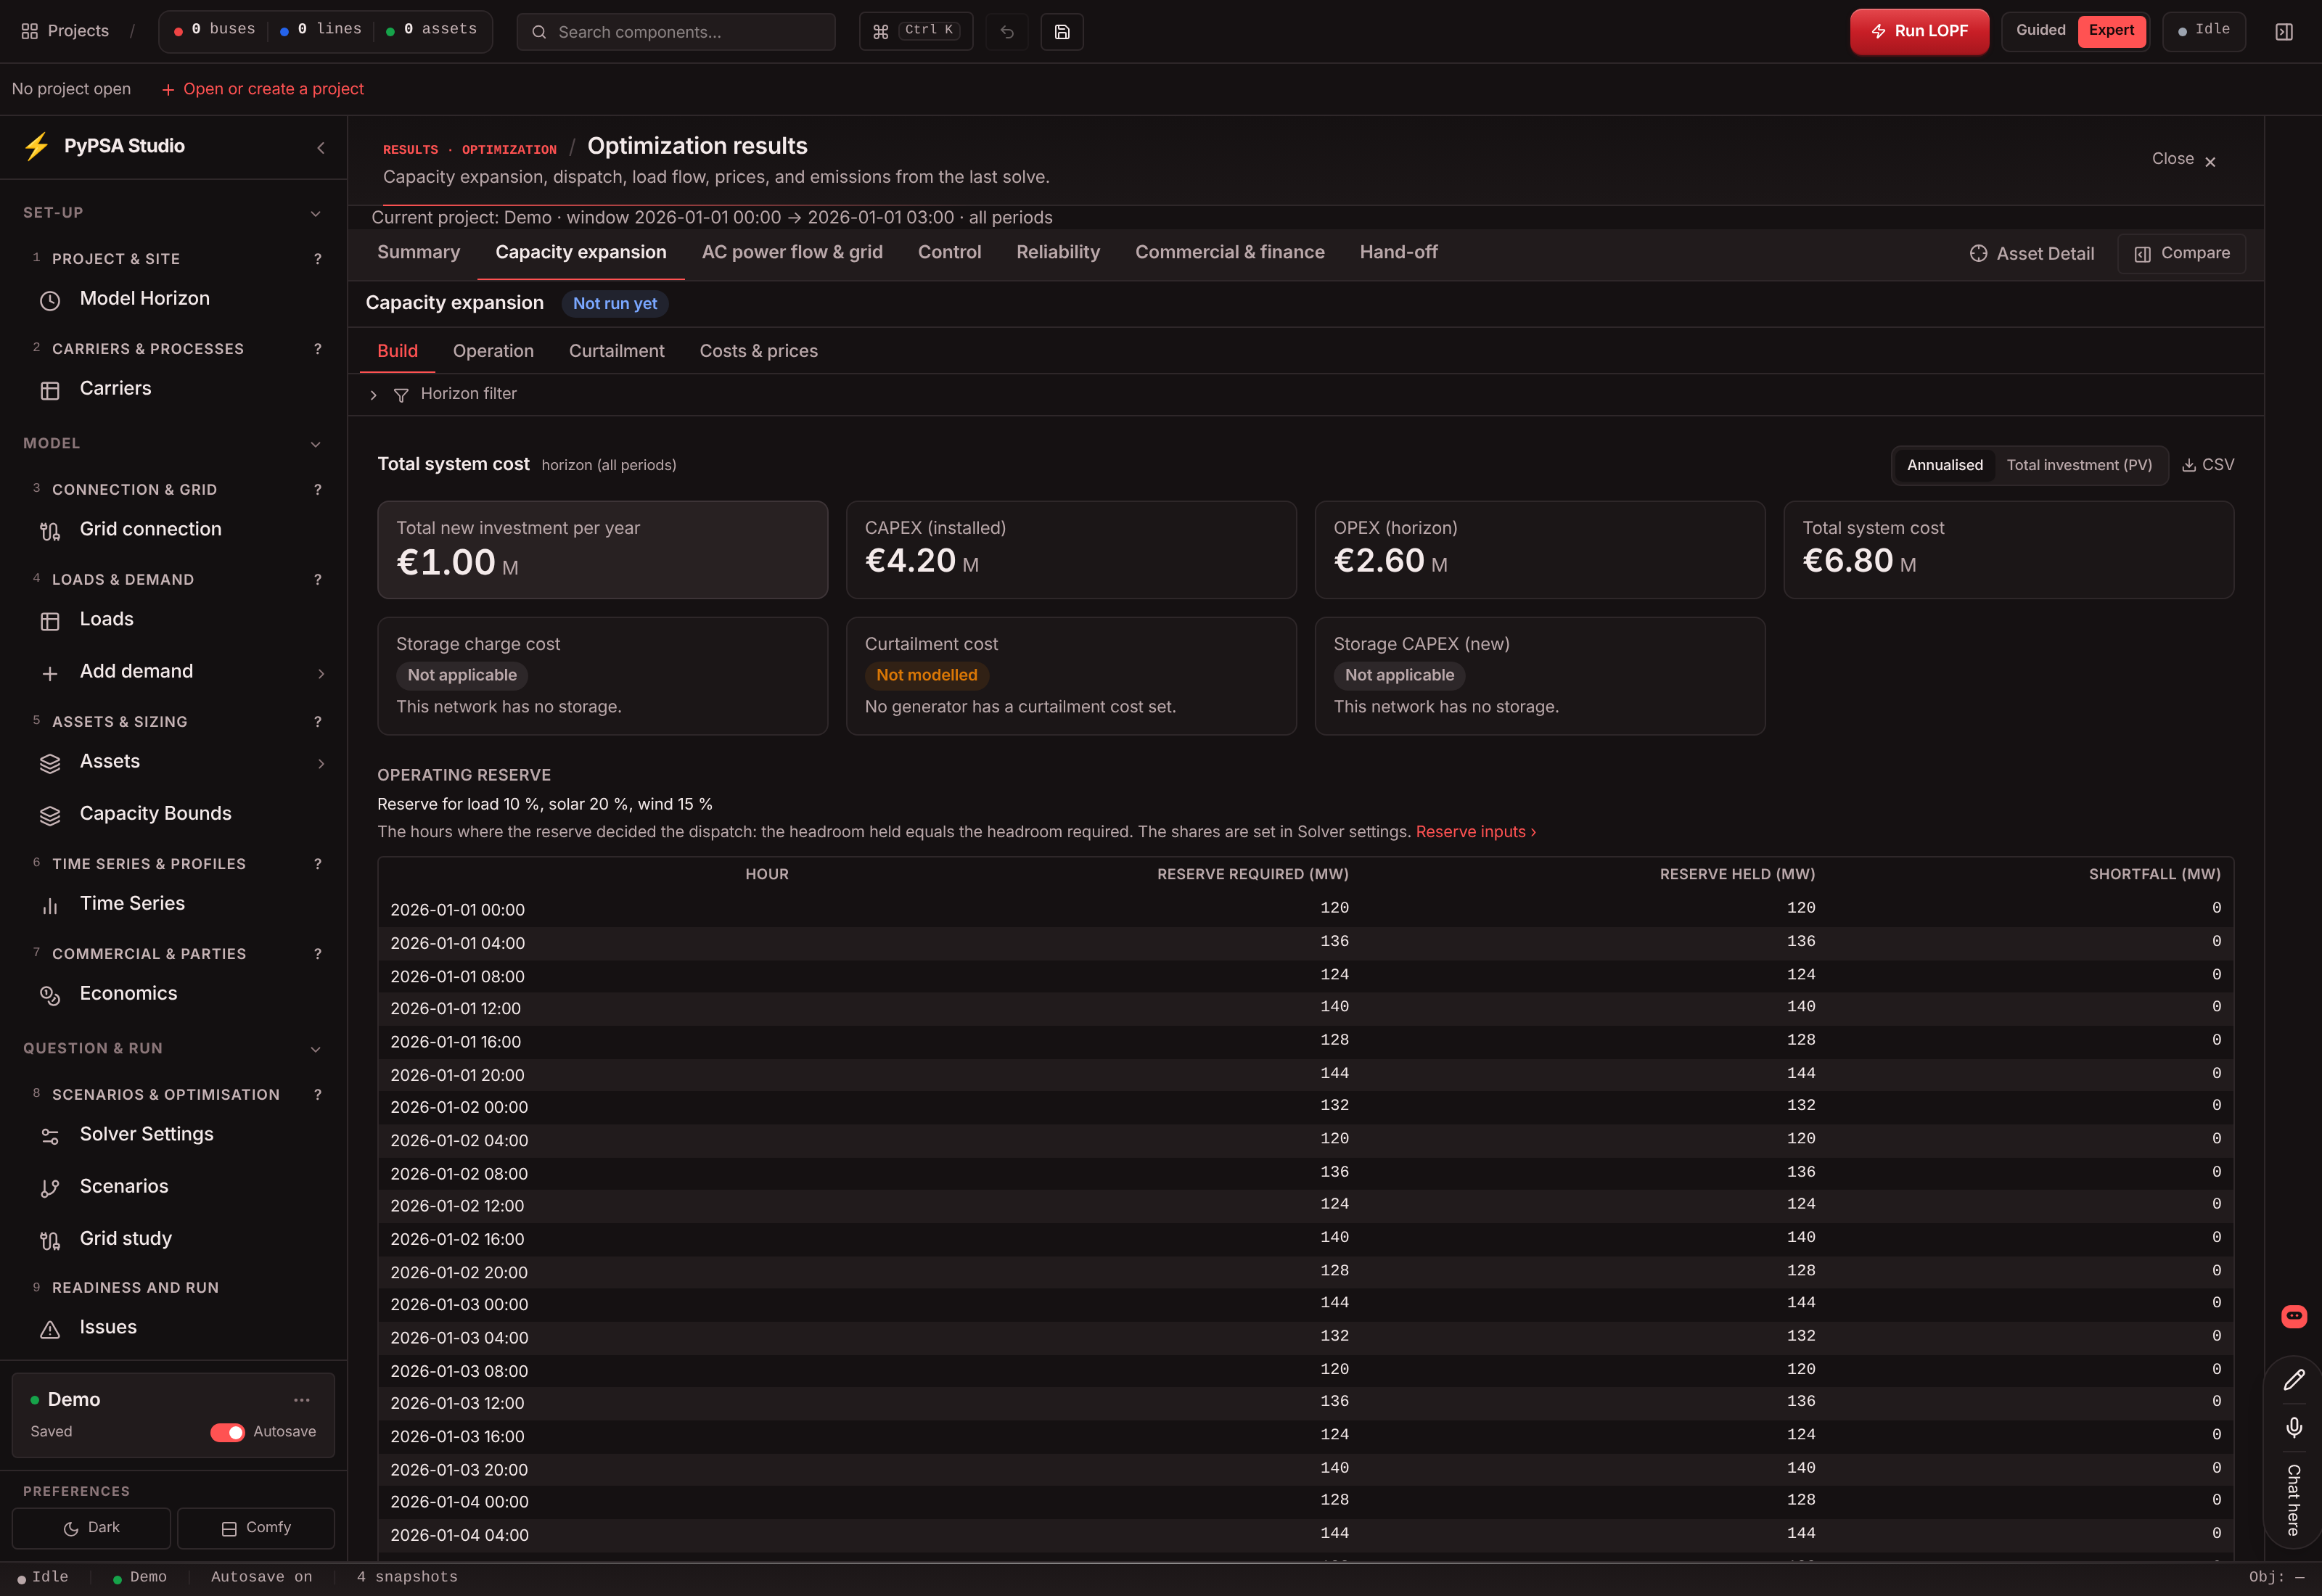 Projects / 0 buses 0 lines 0 assets Search components... Ctrl K Run LOPF Guided Expert Idle
No project open + Open or create a project
PyPSA Studio
SET-UP
1 PROJECT & SITE ?
Model Horizon
2 CARRIERS & PROCESSES ?
Carriers
MODEL
3 CONNECTION & GRID ?
Grid connection
4 LOADS & DEMAND ?
Loads
Add demand
5 ASSETS & SIZING ?
Assets
Capacity Bounds
6 TIME SERIES & PROFILES ?
Time Series
7 COMMERCIAL & PARTIES ?
Economics
QUESTION & RUN
8 SCENARIOS & OPTIMISATION ?
Solver Settings
Scenarios
Grid study
9 READINESS AND RUN
Issues
Demo ...
Saved Autosave
PREFERENCES
Dark Comfy
RESULTS · OPTIMIZATION / Optimization results
Close ×
Capacity expansion, dispatch, load flow, prices, and emissions from the last solve.
Current project: Demo · window 2026-01-01 00:00 → 2026-01-01 03:00 · all periods
Summary Capacity expansion AC power flow & grid Control Reliability Commercial & finance Hand-off Asset Detail Compare
Capacity expansion Not run yet
Build Operation Curtailment Costs & prices
Horizon filter
Total system cost horizon (all periods) Annualised Total investment (PV) CSV
Total new investment per year
€1.00 M
CAPEX (installed)
€4.20 M
OPEX (horizon)
€2.60 M
Total system cost
€6.80 M
Storage charge cost
Not applicable
This network has no storage.
Curtailment cost
Not modelled
No generator has a curtailment cost set.
Storage CAPEX (new)
Not applicable
This network has no storage.
OPERATING RESERVE
Reserve for load 10 %, solar 20 %, wind 15 %
The hours where the reserve decided the dispatch: the headroom held equals the headroom required. The shares are set in Solver settings. Reserve inputs ›
HOUR RESERVE REQUIRED (MW) RESERVE HELD (MW) SHORTFALL (MW)
2026-01-01 00:00 120 120 0
2026-01-01 04:00 136 136 0
2026-01-01 08:00 124 124 0
2026-01-01 12:00 140 140 0
2026-01-01 16:00 128 128 0
2026-01-01 20:00 144 144 0
2026-01-02 00:00 132 132 0
2026-01-02 04:00 120 120 0
2026-01-02 08:00 136 136 0
2026-01-02 12:00 124 124 0
2026-01-02 16:00 140 140 0
2026-01-02 20:00 128 128 0
2026-01-03 00:00 144 144 0
2026-01-03 04:00 132 132 0
2026-01-03 08:00 120 120 0
2026-01-03 12:00 136 136 0
2026-01-03 16:00 124 124 0
2026-01-03 20:00 140 140 0
2026-01-04 00:00 128 128 0
2026-01-04 04:00 144 144 0
Chat here
Idle Demo Autosave on 4 snapshots Obj: —